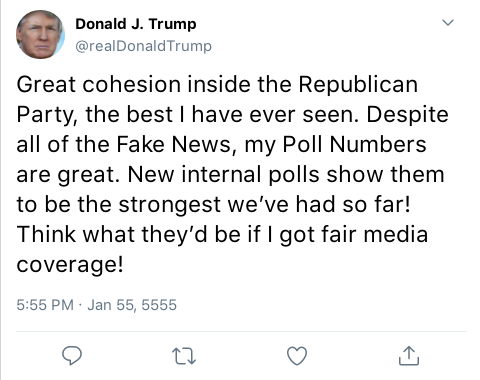 Donald J. Trump
@realDonaldTrump
Great cohesion inside the Republican
Party, the best I have ever seen. Despite
all of the Fake News, my Poll Numbers
are great. New internal polls show them
to be the strongest we’ve had so far!
Think what they’d be if I got fair media
coverage!
5:55 PM · Jan 55, 5555